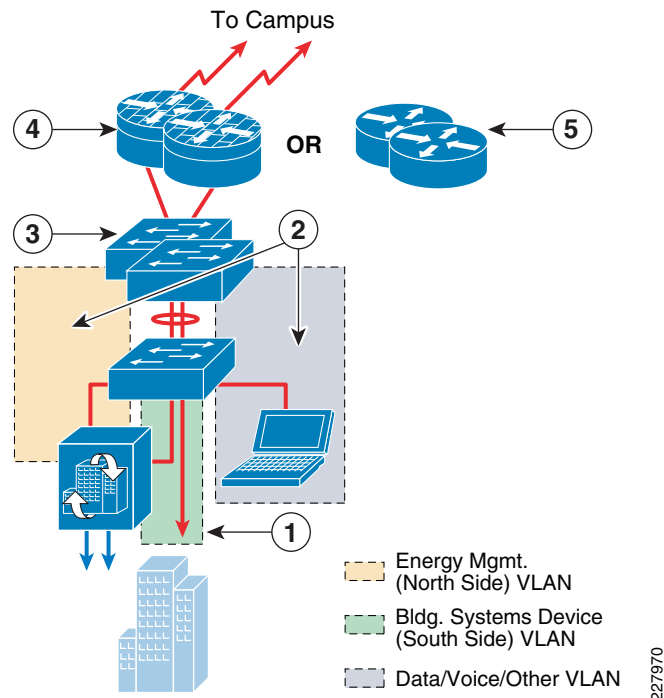 To Campus
4
OR
5
3
2
1
Energy Mgmt.
(North Side) VLAN
Bldg. Systems Device
(South Side) VLAN
Data/Voice/Other VLAN
227970